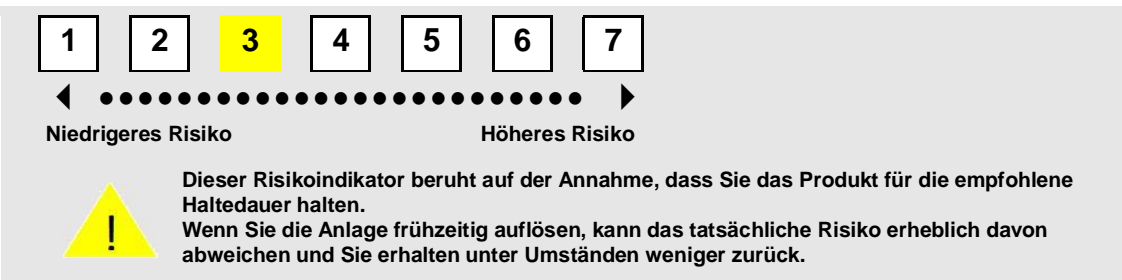 1 2 3 4 5 6 7
Niedrigeres Risiko Höheres Risiko
Dieser Risikoindikator beruht auf der Annahme, dass Sie das Produkt für die empfohlene
Haltedauer halten.
Wenn Sie die Anlage frühzeitig auflösen, kann das tatsächliche Risiko erheblich davon
abweichen und Sie erhalten unter Umständen weniger zurück.
!